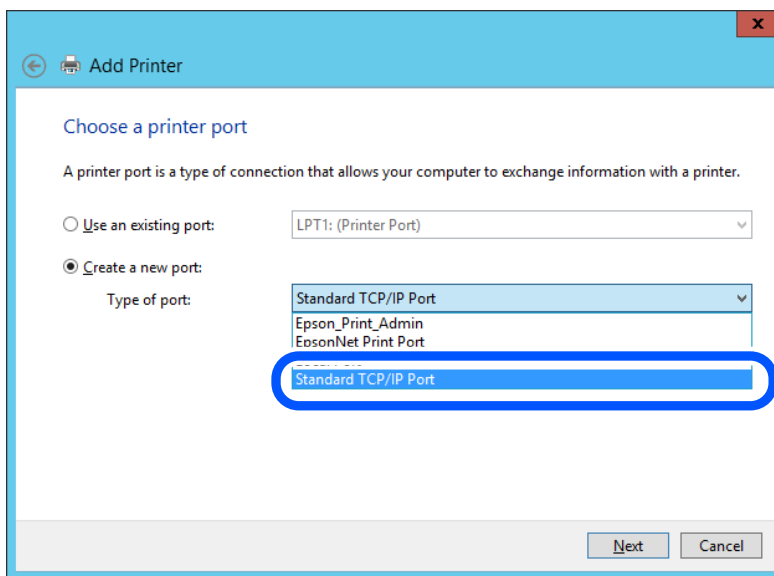 x
Add Printer
Choose a printer port
A printer port is a type of connection that allows your computer to exchange information with a printer.
Use an existing port: LPT1: (Printer Port)
Create a new port:
Type of port: Standard TCP/IP Port
Epson_Print_Admin
EpsonNet Print Port
Standard TCP/IP Port
Next Cancel